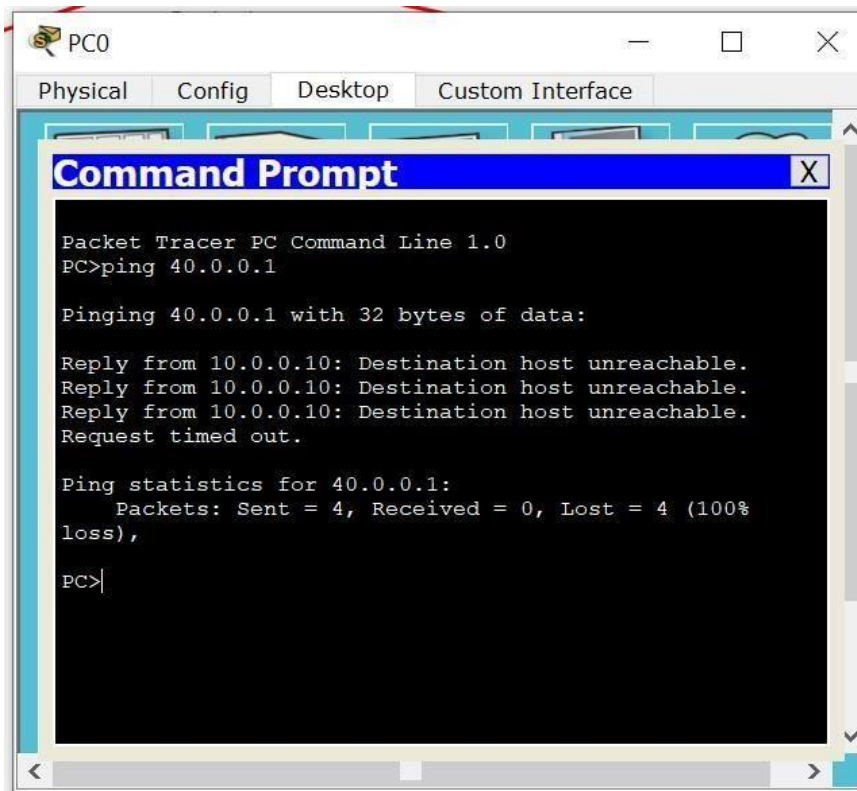 PC0
Physical Config Desktop Custom Interface
Command Prompt X
Packet Tracer PC Command Line 1.0
PC>ping 40.0.0.1
Pinging 40.0.0.1 with 32 bytes of data:
Reply from 10.0.0.10: Destination host unreachable.
Reply from 10.0.0.10: Destination host unreachable.
Reply from 10.0.0.10: Destination host unreachable.
Request timed out.
Ping statistics for 40.0.0.1:
Packets: Sent = 4, Received = 0, Lost = 4 (100%
loss),
PC>